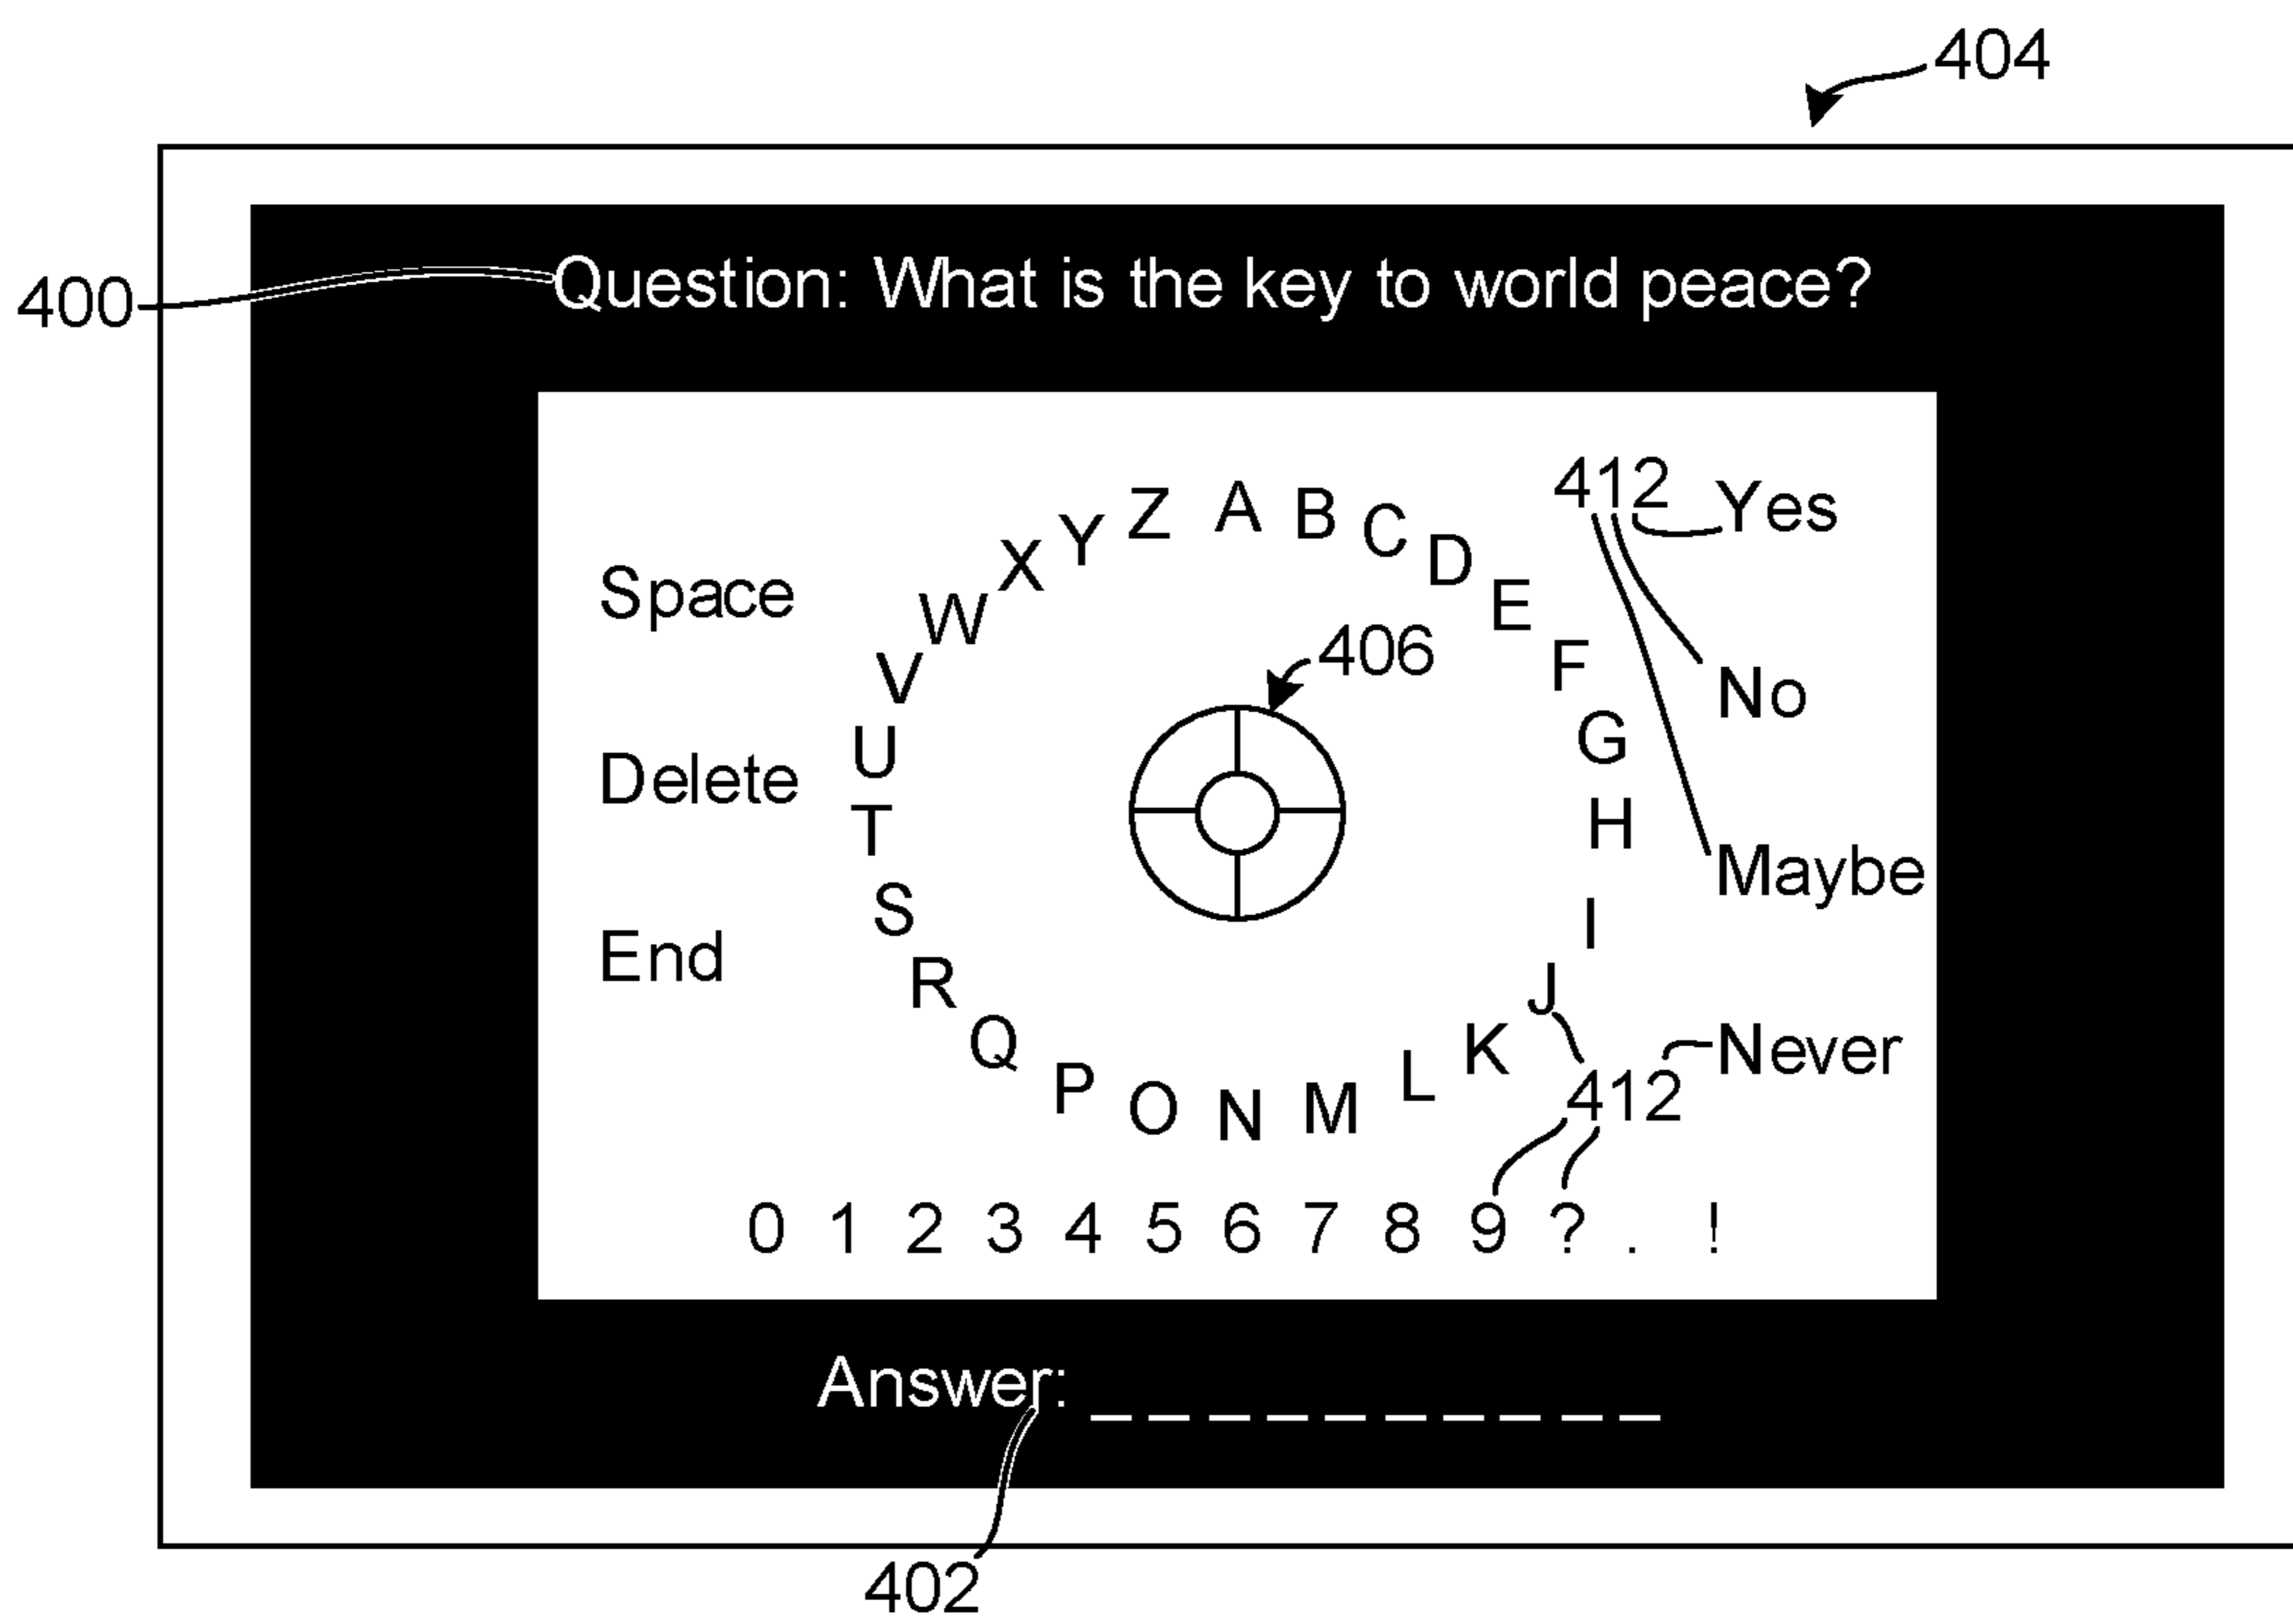 404
400
Question: What is the key to world peace?
412
Yes
No
Maybe
Never
Space
Delete
End
A B C D E F G H I J K L M N O P Q R S T U V W X Y Z
406
412
0 1 2 3 4 5 6 7 8 9 ? . !
Answer: _ _ _ _ _ _ _ _ _ _
402